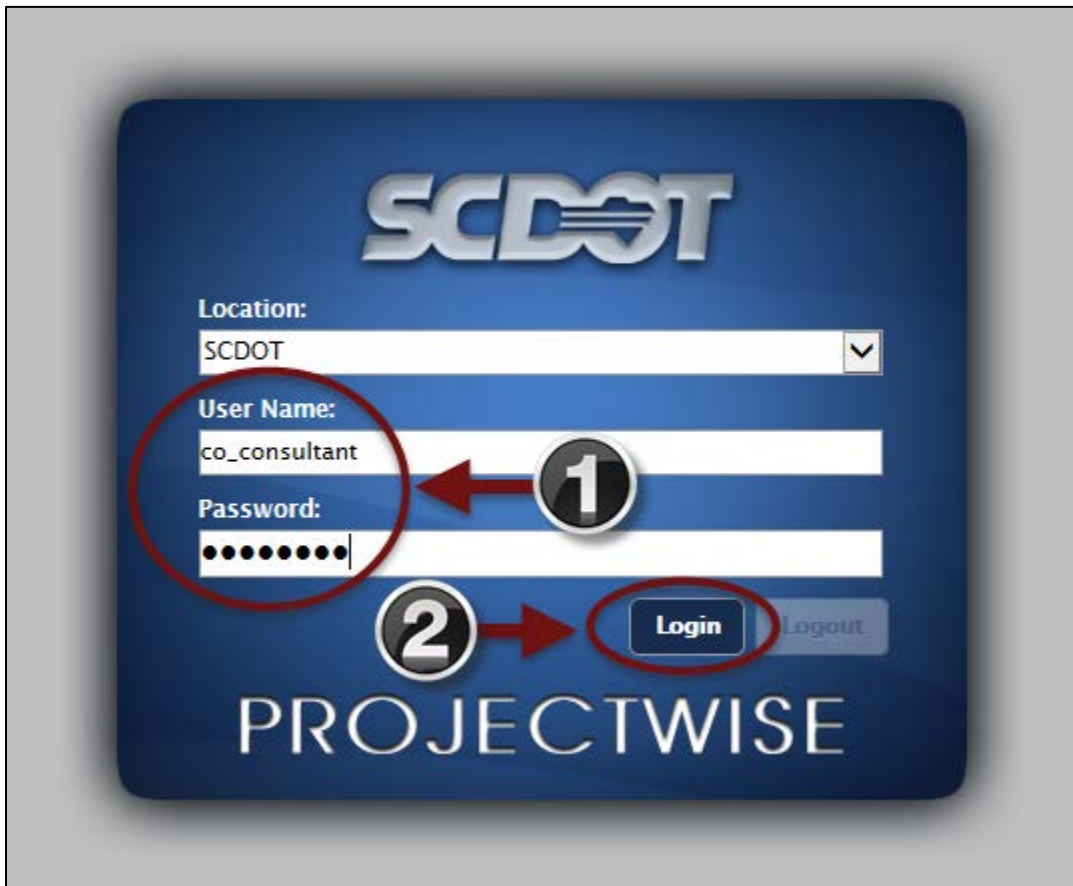 SCDOT
Location:
SCDOT
User Name:
co_consultant
1
Password:
●●●●●●●●
2
Login Logout
PROJECTWISE